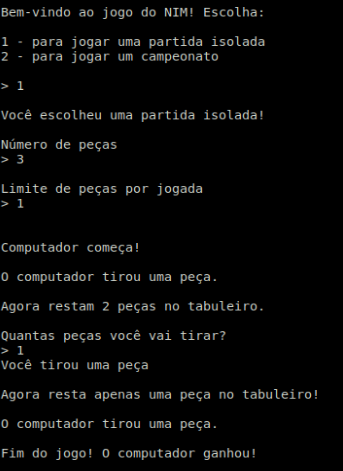 Bem-vindo ao jogo do NIM! Escolha:
1 - para jogar uma partida isolada
2 - para jogar um campeonato
> 1
Você escolheu uma partida isolada!
Número de peças
> 3
Limite de peças por jogada
> 1
Computador começa!
O computador tirou uma peça.
Agora restam 2 peças no tabuleiro.
Quantas peças você vai tirar?
> 1
Você tirou uma peça
Agora resta apenas uma peça no tabuleiro!
O computador tirou uma peça.
Fim do jogo! O computador ganhou!